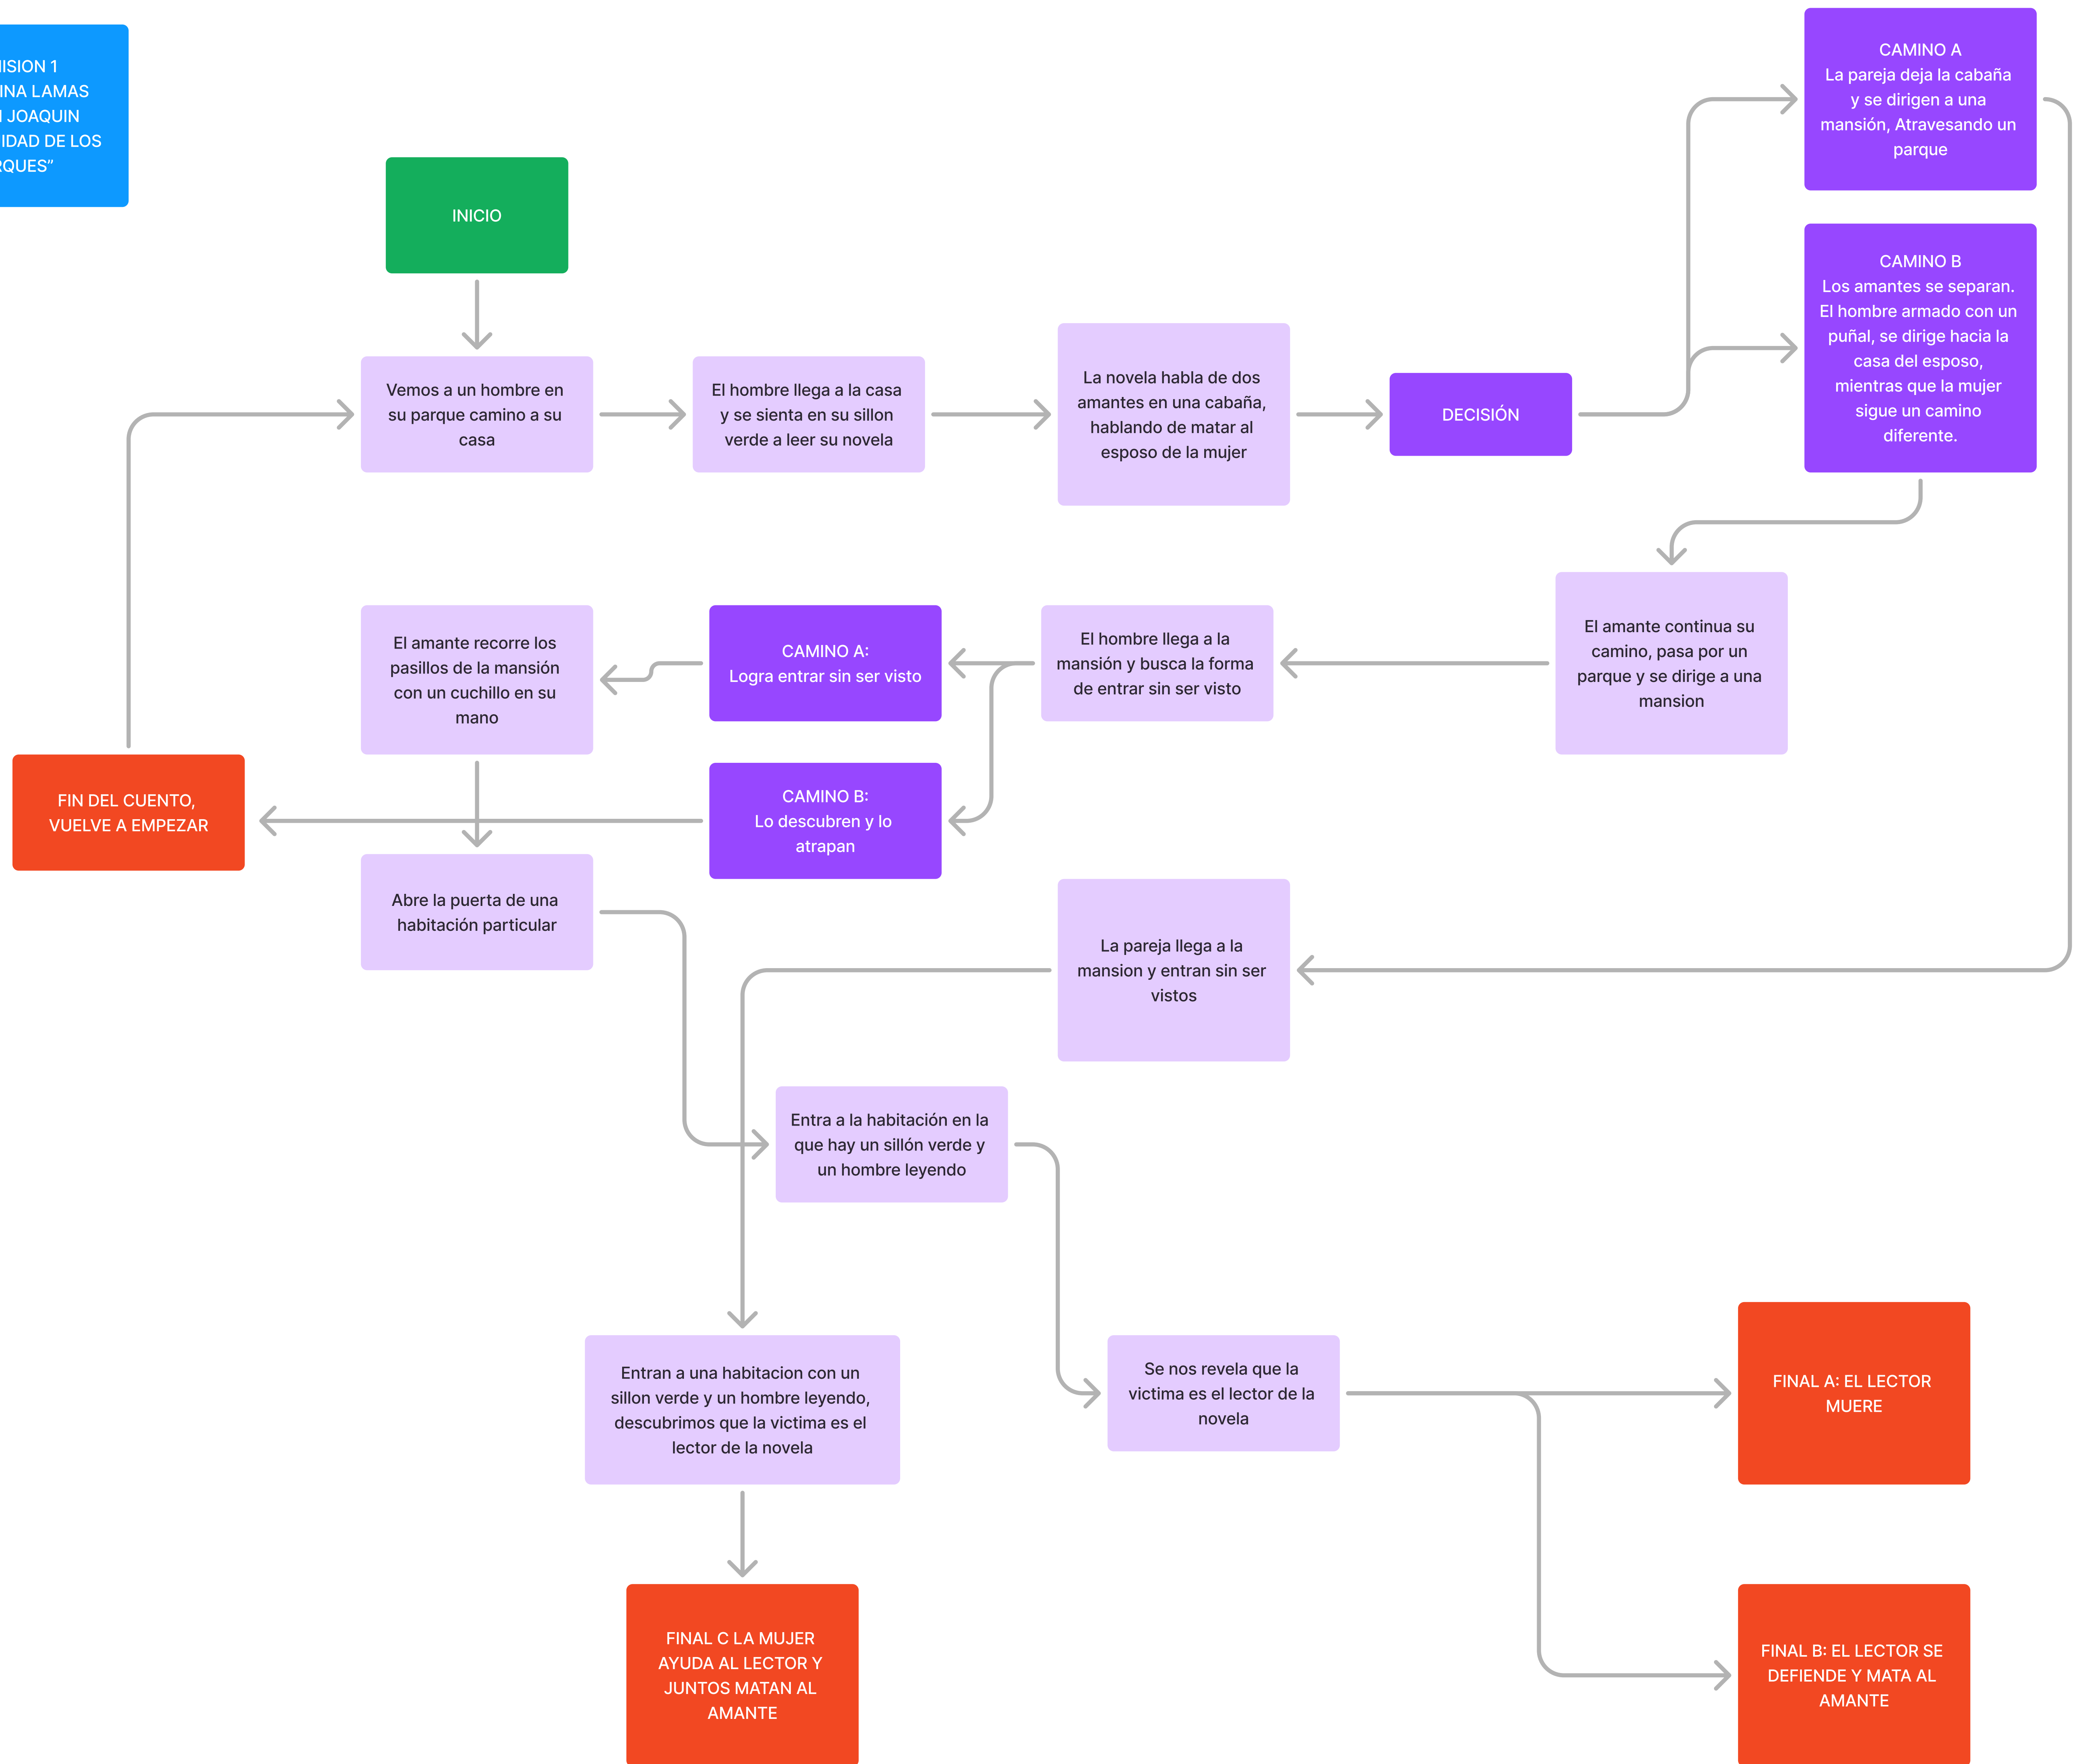 ISION 1
INA LAMAS
JOAQUIN
IDAD DE LOS
RQUES”
INICIO
CAMINO A
La pareja deja la cabaña
y se dirigen a una
mansión, Atravesando un
parque
CAMINO B
Los amantes se separan.
El hombre armado con un
puñal, se dirige hacia la
casa del esposo,
mientras que la mujer
sigue un camino
diferente.
Vemos a un hombre en
su parque camino a su
casa
El hombre llega a la casa
y se sienta en su sillon
verde a leer su novela
La novela habla de dos
amantes en una cabaña,
hablando de matar al
esposo de la mujer
DECISIÓN
El amante recorre los
pasillos de la mansión
con un cuchillo en su
mano
CAMINO A:
Logra entrar sin ser visto
El hombre llega a la
mansión y busca la forma
de entrar sin ser visto
El amante continua su
camino, pasa por un
parque y se dirige a una
mansion
FIN DEL CUENTO,
VUELVE A EMPEZAR
CAMINO B:
Lo descubren y lo
atrapan
Abre la puerta de una
habitación particular
La pareja llega a la
mansion y entran sin ser
vistos
Entra a la habitación en la
que hay un sillón verde y
un hombre leyendo
Entran a una habitacion con un
sillon verde y un hombre leyendo,
descubrimos que la victima es el
lector de la novela
Se nos revela que la
victima es el lector de la
novela
FINAL A: EL LECTOR
MUERE
FINAL C LA MUJER
AYUDA AL LECTOR Y
JUNTOS MATAN AL
AMANTE
FINAL B: EL LECTOR SE
DEFIENDE Y MATA AL
AMANTE